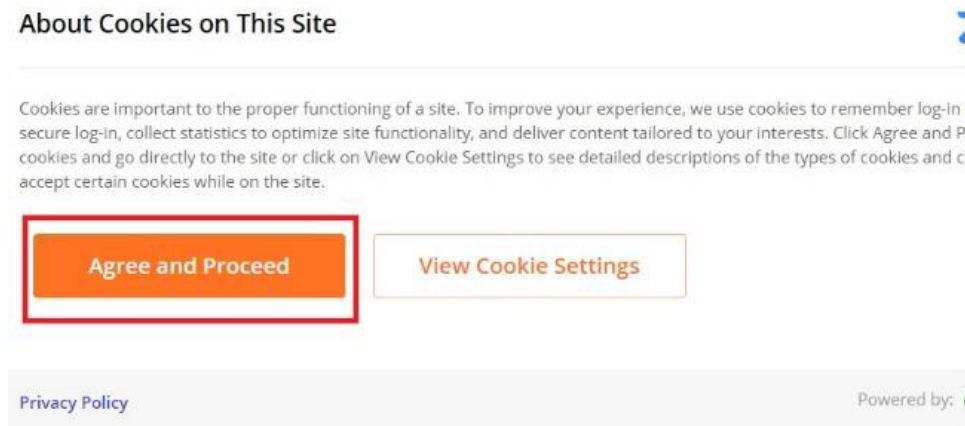 About Cookies on This Site
Cookies are important to the proper functioning of a site. To improve your experience, we use cookies to remember log-in
secure log-in, collect statistics to optimize site functionality, and deliver content tailored to your interests. Click Agree and P
cookies and go directly to the site or click on View Cookie Settings to see detailed descriptions of the types of cookies and c
accept certain cookies while on the site.
Agree and Proceed View Cookie Settings
Privacy Policy Powered by: